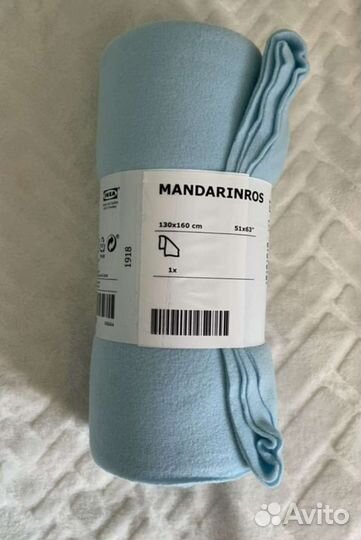 IKEA
MANDARINROS
130x160 cm 51x63"
1x
1918
Avito